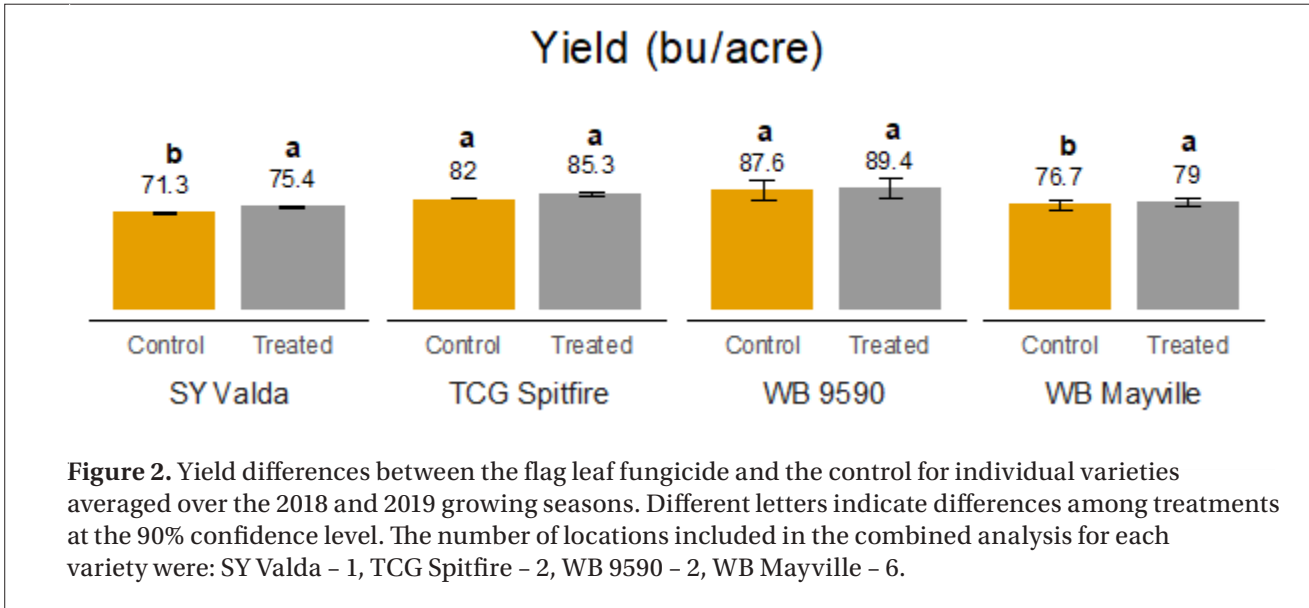 Yield (bu/acre)
b a a a a a b a
71.3 75.4 82 85.3 87.6 89.4 76.7 79
Control Treated Control Treated Control Treated Control Treated
SY Valda TCG Spitfire WB 9590 WB Mayville
Figure 2. Yield differences between the flag leaf fungicide and the control for individual varieties
averaged over the 2018 and 2019 growing seasons. Different letters indicate differences among treatments
at the 90% confidence level. The number of locations included in the combined analysis for each
variety were: SY Valda – 1, TCG Spitfire – 2, WB 9590 – 2, WB Mayville – 6.